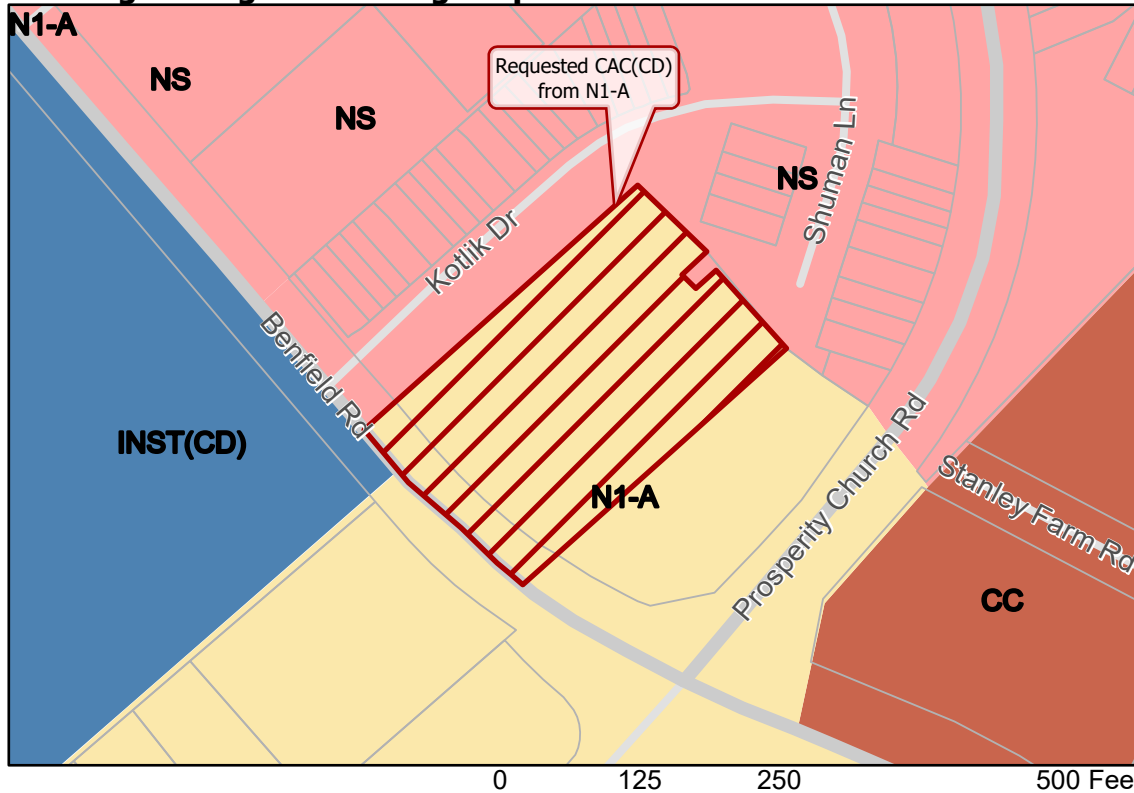 N1-A
NS
NS
Requested CAC(CD)
from N1-A
NS
Shuman Ln
Kotlik Dr
Benfield Rd
INST(CD)
N1-A
Prosperity Church Rd
Stanley Farm Rd
CC
0 125 250 500 Fee